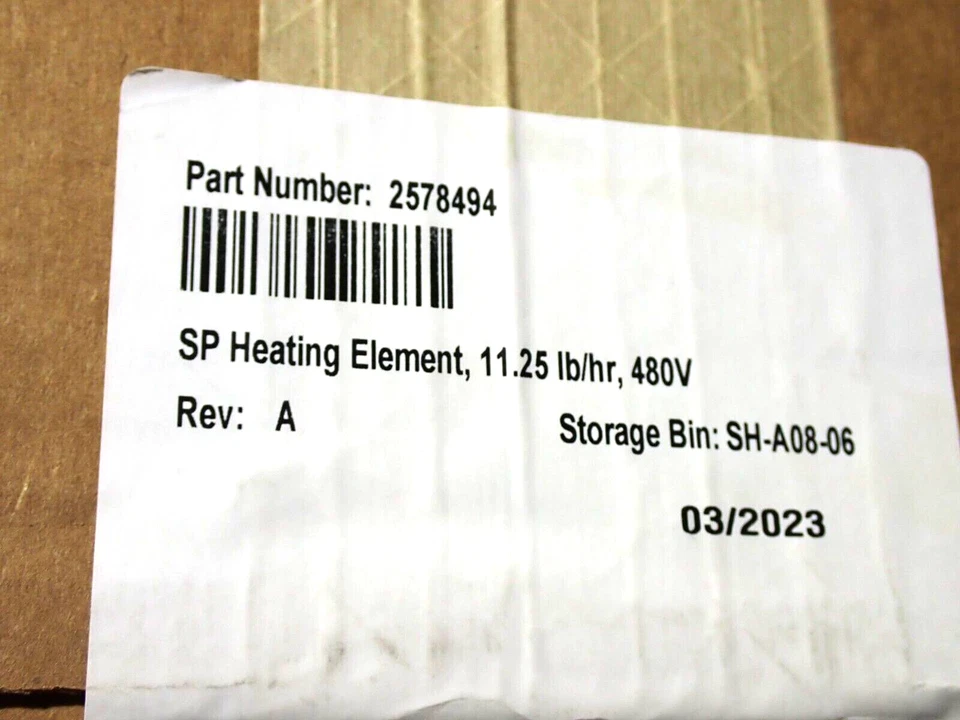 Part Number: 2578494
SP Heating Element, 11.25 lb/hr, 480V
Rev: A
Storage Bin: SH-A08-06
03/2023